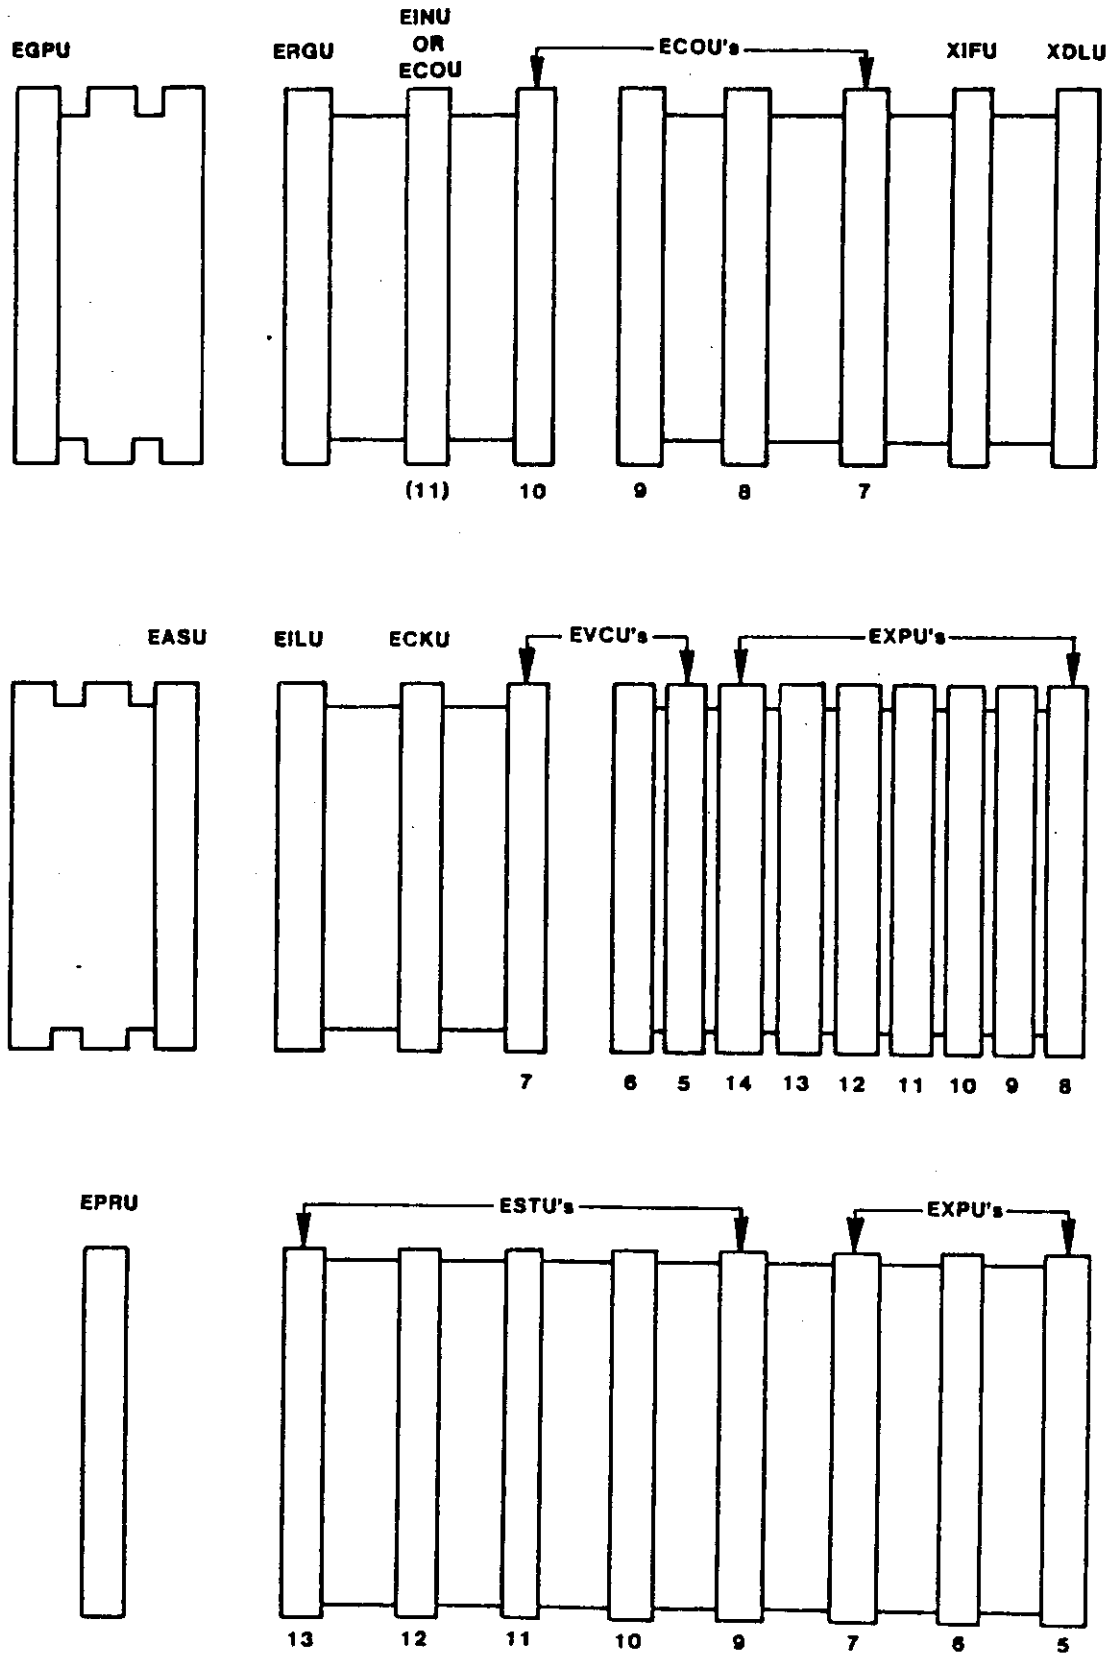 EGPU ERGU EINU OR ECOU ECOU's XIFU XDLU
(11) 10 9 8 7
EASU EILU ECKU EVCU's EXPU's
7 6 5 14 13 12 11 10 9 8
EPRU ESTU's EXPU's
13 12 11 10 9 7 6 5